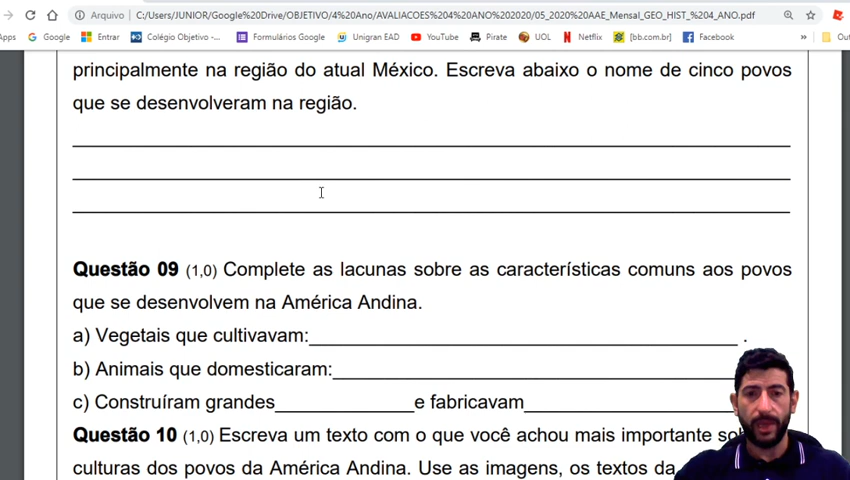 Arquivo | C:/Users/JUNIOR/Google%20Drive/OBJETIVO/4%20Ano/AVALIACOES%204%20ANO%202020/05_2020%20AAE_Mensal_GEO_HIST_%204_ANO.pdf
Apps Google Entrar Colégio Objetivo -... Formulários Google Unigran EAD YouTube Pirate UOL Netflix [bb.com.br] Facebook » Out
principalmente na região do atual México. Escreva abaixo o nome de cinco povos
que se desenvolveram na região.
Questão 09 (1,0) Complete as lacunas sobre as características comuns aos povos
que se desenvolvem na América Andina.
a) Vegetais que cultivavam: .
b) Animais que domesticaram:
c) Construíram grandes e fabricavam
Questão 10 (1,0) Escreva um texto com o que você achou mais importante
culturas dos povos da América Andina. Use as imagens, os textos da